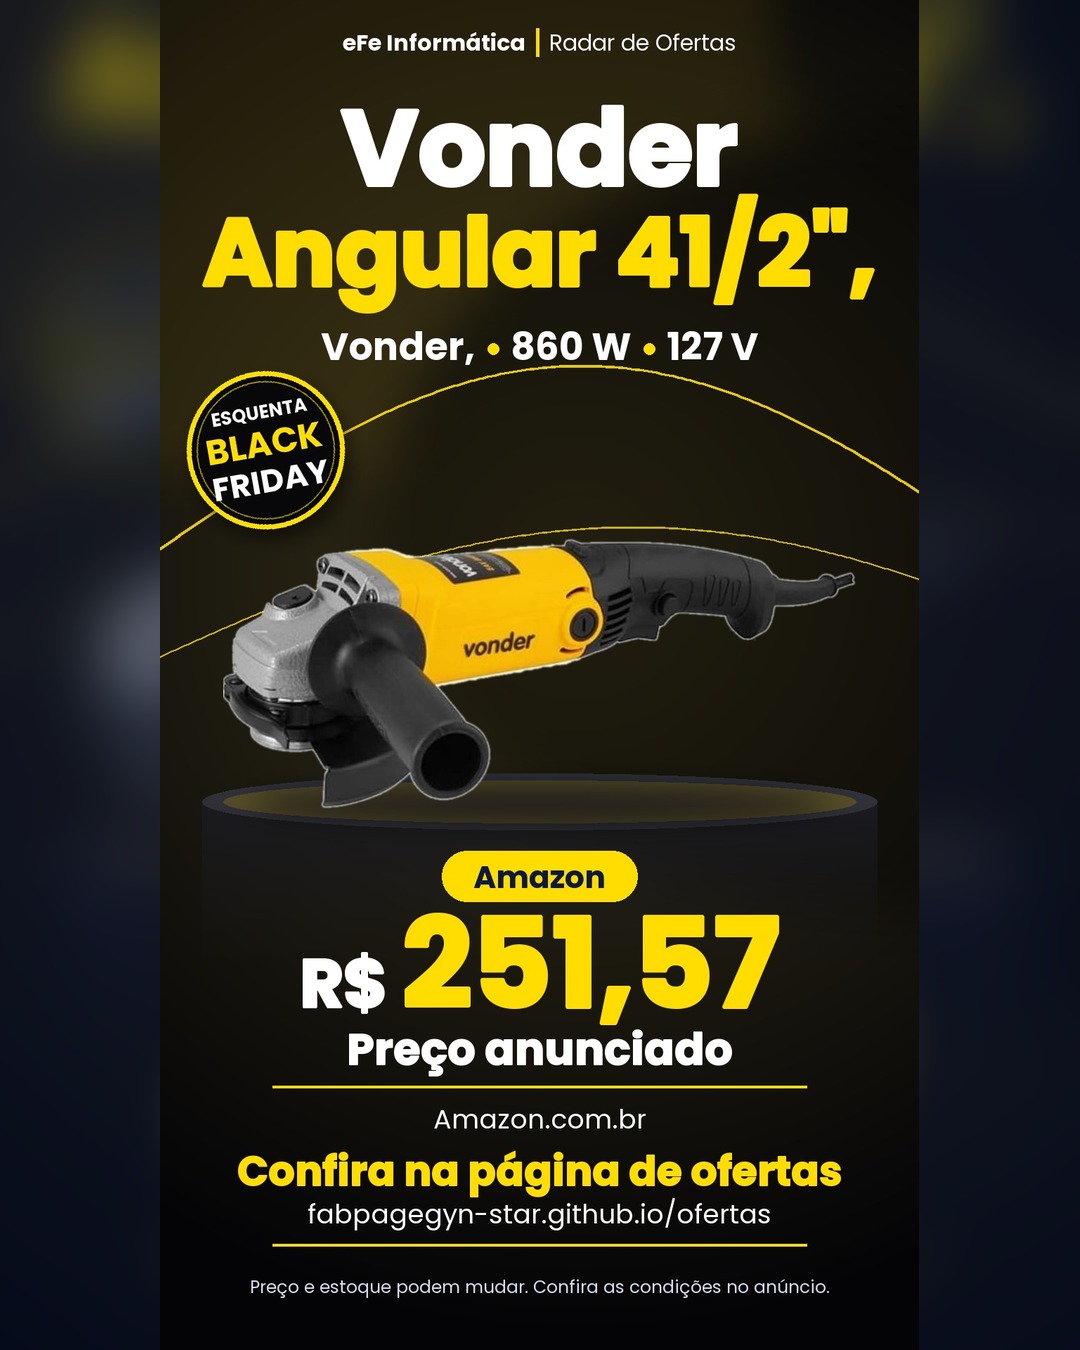 eFe Informática | Radar de Ofertas
Vonder
Angular 41/2",
Vonder, • 860 W • 127 V
ESQUENTA
BLACK
FRIDAY
vonder
vonder
Amazon
R$ 251,57
Preço anunciado
Amazon.com.br
Confira na página de ofertas
fabpagegyn-star.github.io/ofertas
Preço e estoque podem mudar. Confira as condições no anúncio.